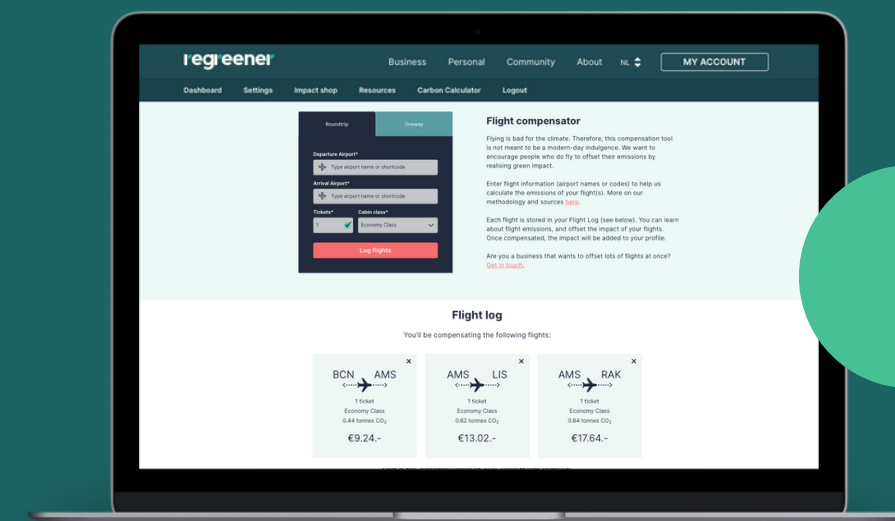 regreener
Business Personal Community About NL MY ACCOUNT
Dashboard Settings Impact shop Resources Carbon Calculator Logout
Roundtrip Oneway
Departure Airport*
Type airport name or shortcode
Arrival Airport*
Type airport name or shortcode
Tickets* Cabin class*
1 Economy Class
Log flights
Flight compensator
Flying is bad for the climate. Therefore, this compensation tool
is not meant to be a modern-day indulgence. We want to
encourage people who do fly to offset their emissions by
realising green impact.
Enter flight information (airport names or codes) to help us
calculate the emissions of your flight(s). More on our
methodology and sources here.
Each flight is stored in your Flight Log (see below). You can learn
about flight emissions, and offset the impact of your flights.
Once compensated, the impact will be added to your profile.
Are you a business that wants to offset lots of flights at once?
Get in touch.
Flight log
You'll be compensating the following flights:
BCN AMS
1 ticket
Economy Class
0.44 tonnes CO₂
€9.24.-
AMS LIS
1 ticket
Economy Class
0.62 tonnes CO₂
€13.02.-
AMS RAK
1 ticket
Economy Class
0.84 tonnes CO₂
€17.64.-